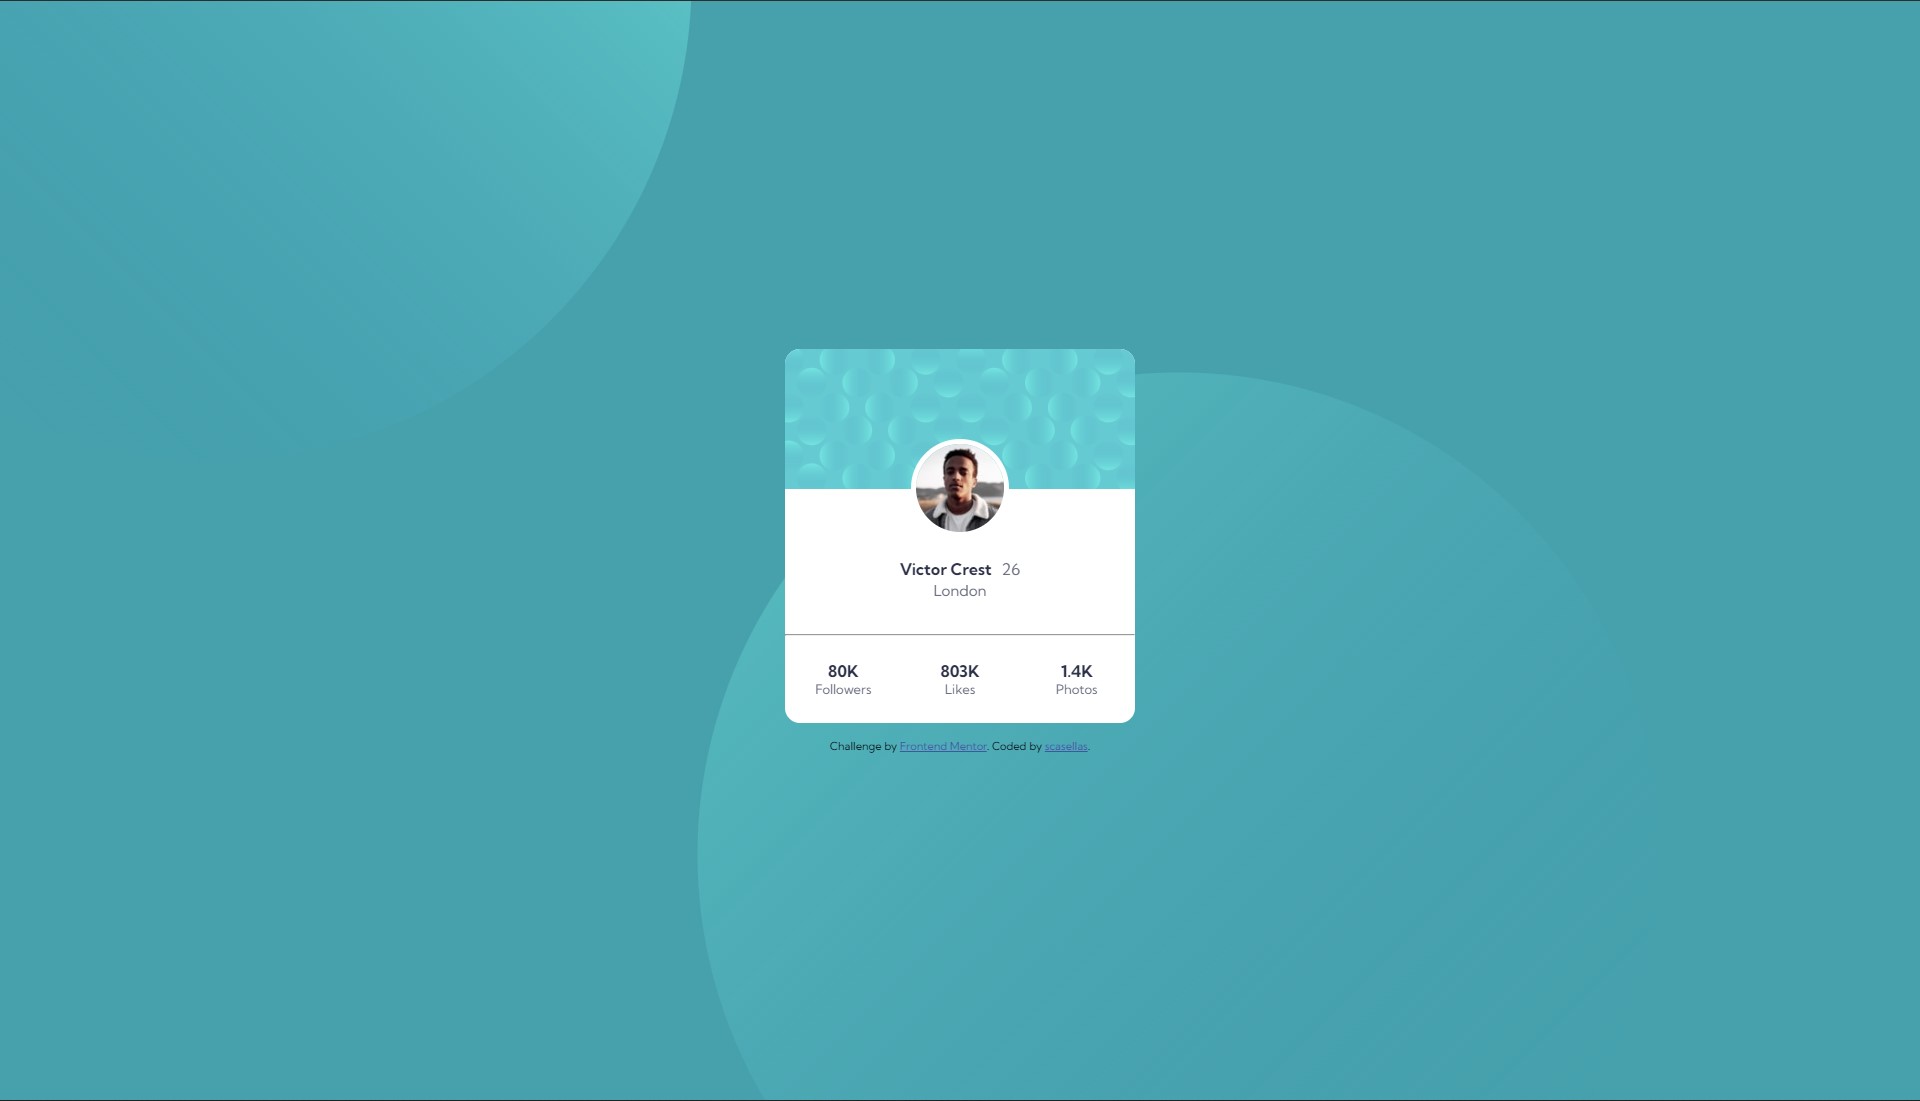 Victor Crest 26
London
80K 803K 1.4K
Followers Likes Photos
Challenge by Frontend Mentor. Coded by scasellas.